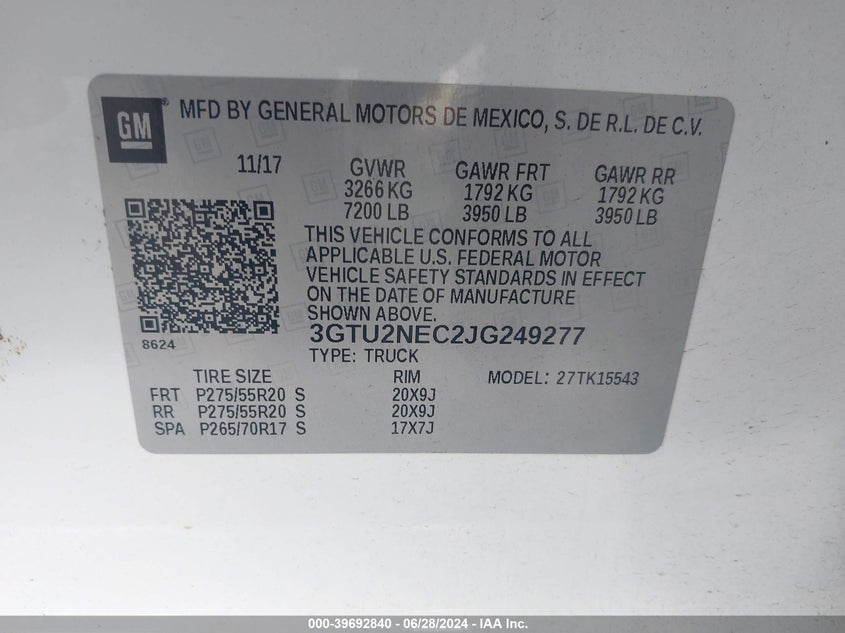 GM ® MFD BY GENERAL MOTORS DE MEXICO, S. DE R.L. DE C.V.
11/17 GVWR GAWR FRT GAWR RR
3266 KG 1792 KG 1792 KG
7200 LB 3950 LB 3950 LB
THIS VEHICLE CONFORMS TO ALL
APPLICABLE U.S. FEDERAL MOTOR
VEHICLE SAFETY STANDARDS IN EFFECT
ON THE DATE OF MANUFACTURE
SHOWN ABOVE.
8624 3GTU2NEC2JG249277
TYPE: TRUCK
TIRE SIZE RIM MODEL: 27TK15543
FRT P275/55R20 S 20X9J
RR P275/55R20 S 20X9J
SPA P265/70R17 S 17X7J
000-39692840 / 06/28/2024 - IAA Inc.